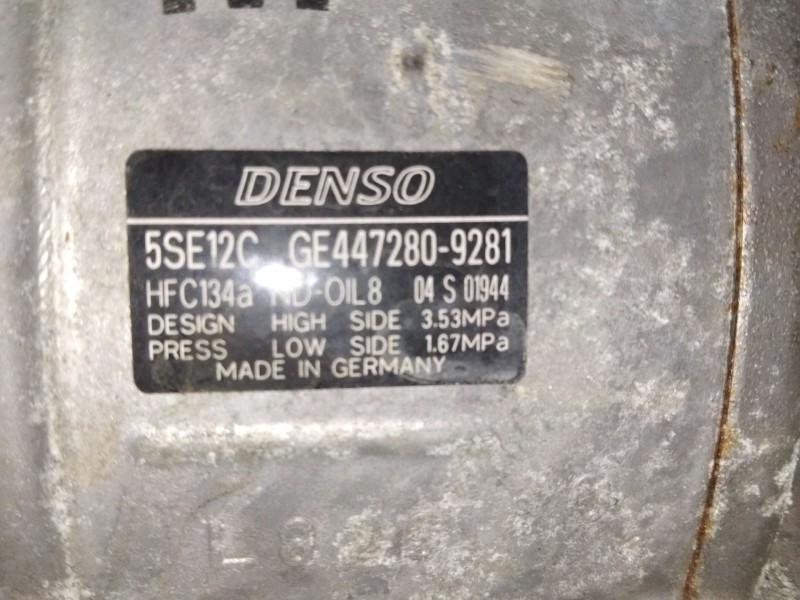 DENSO
5SE12C GE447280-9281
HFC134a ND-OIL8 04 S 01944
DESIGN HIGH SIDE 3.53MPa
PRESS LOW SIDE 1.67MPa
MADE IN GERMANY